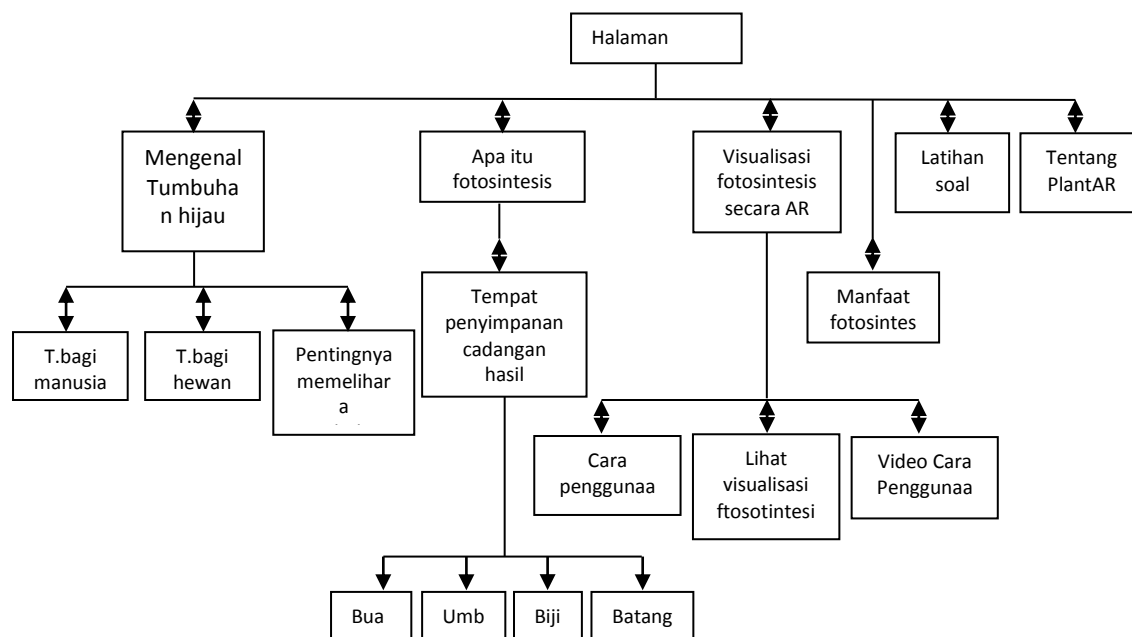 Halaman
Mengenal
Tumbuha
n hijau
Apa itu
fotosintesis
Visualisasi
fotosintesis
secara AR
Latihan
soal
Tentang
PlantAR
Manfaat
fotosintes
T.bagi
manusia
T.bagi
hewan
Pentingnya
memelihar
a
Tempat
penyimpanan
cadangan
hasil
Cara
penggunaa
Lihat
visualisasi
ftosotintesi
Video Cara
Penggunaa
Bua
Umb
Biji
Batang